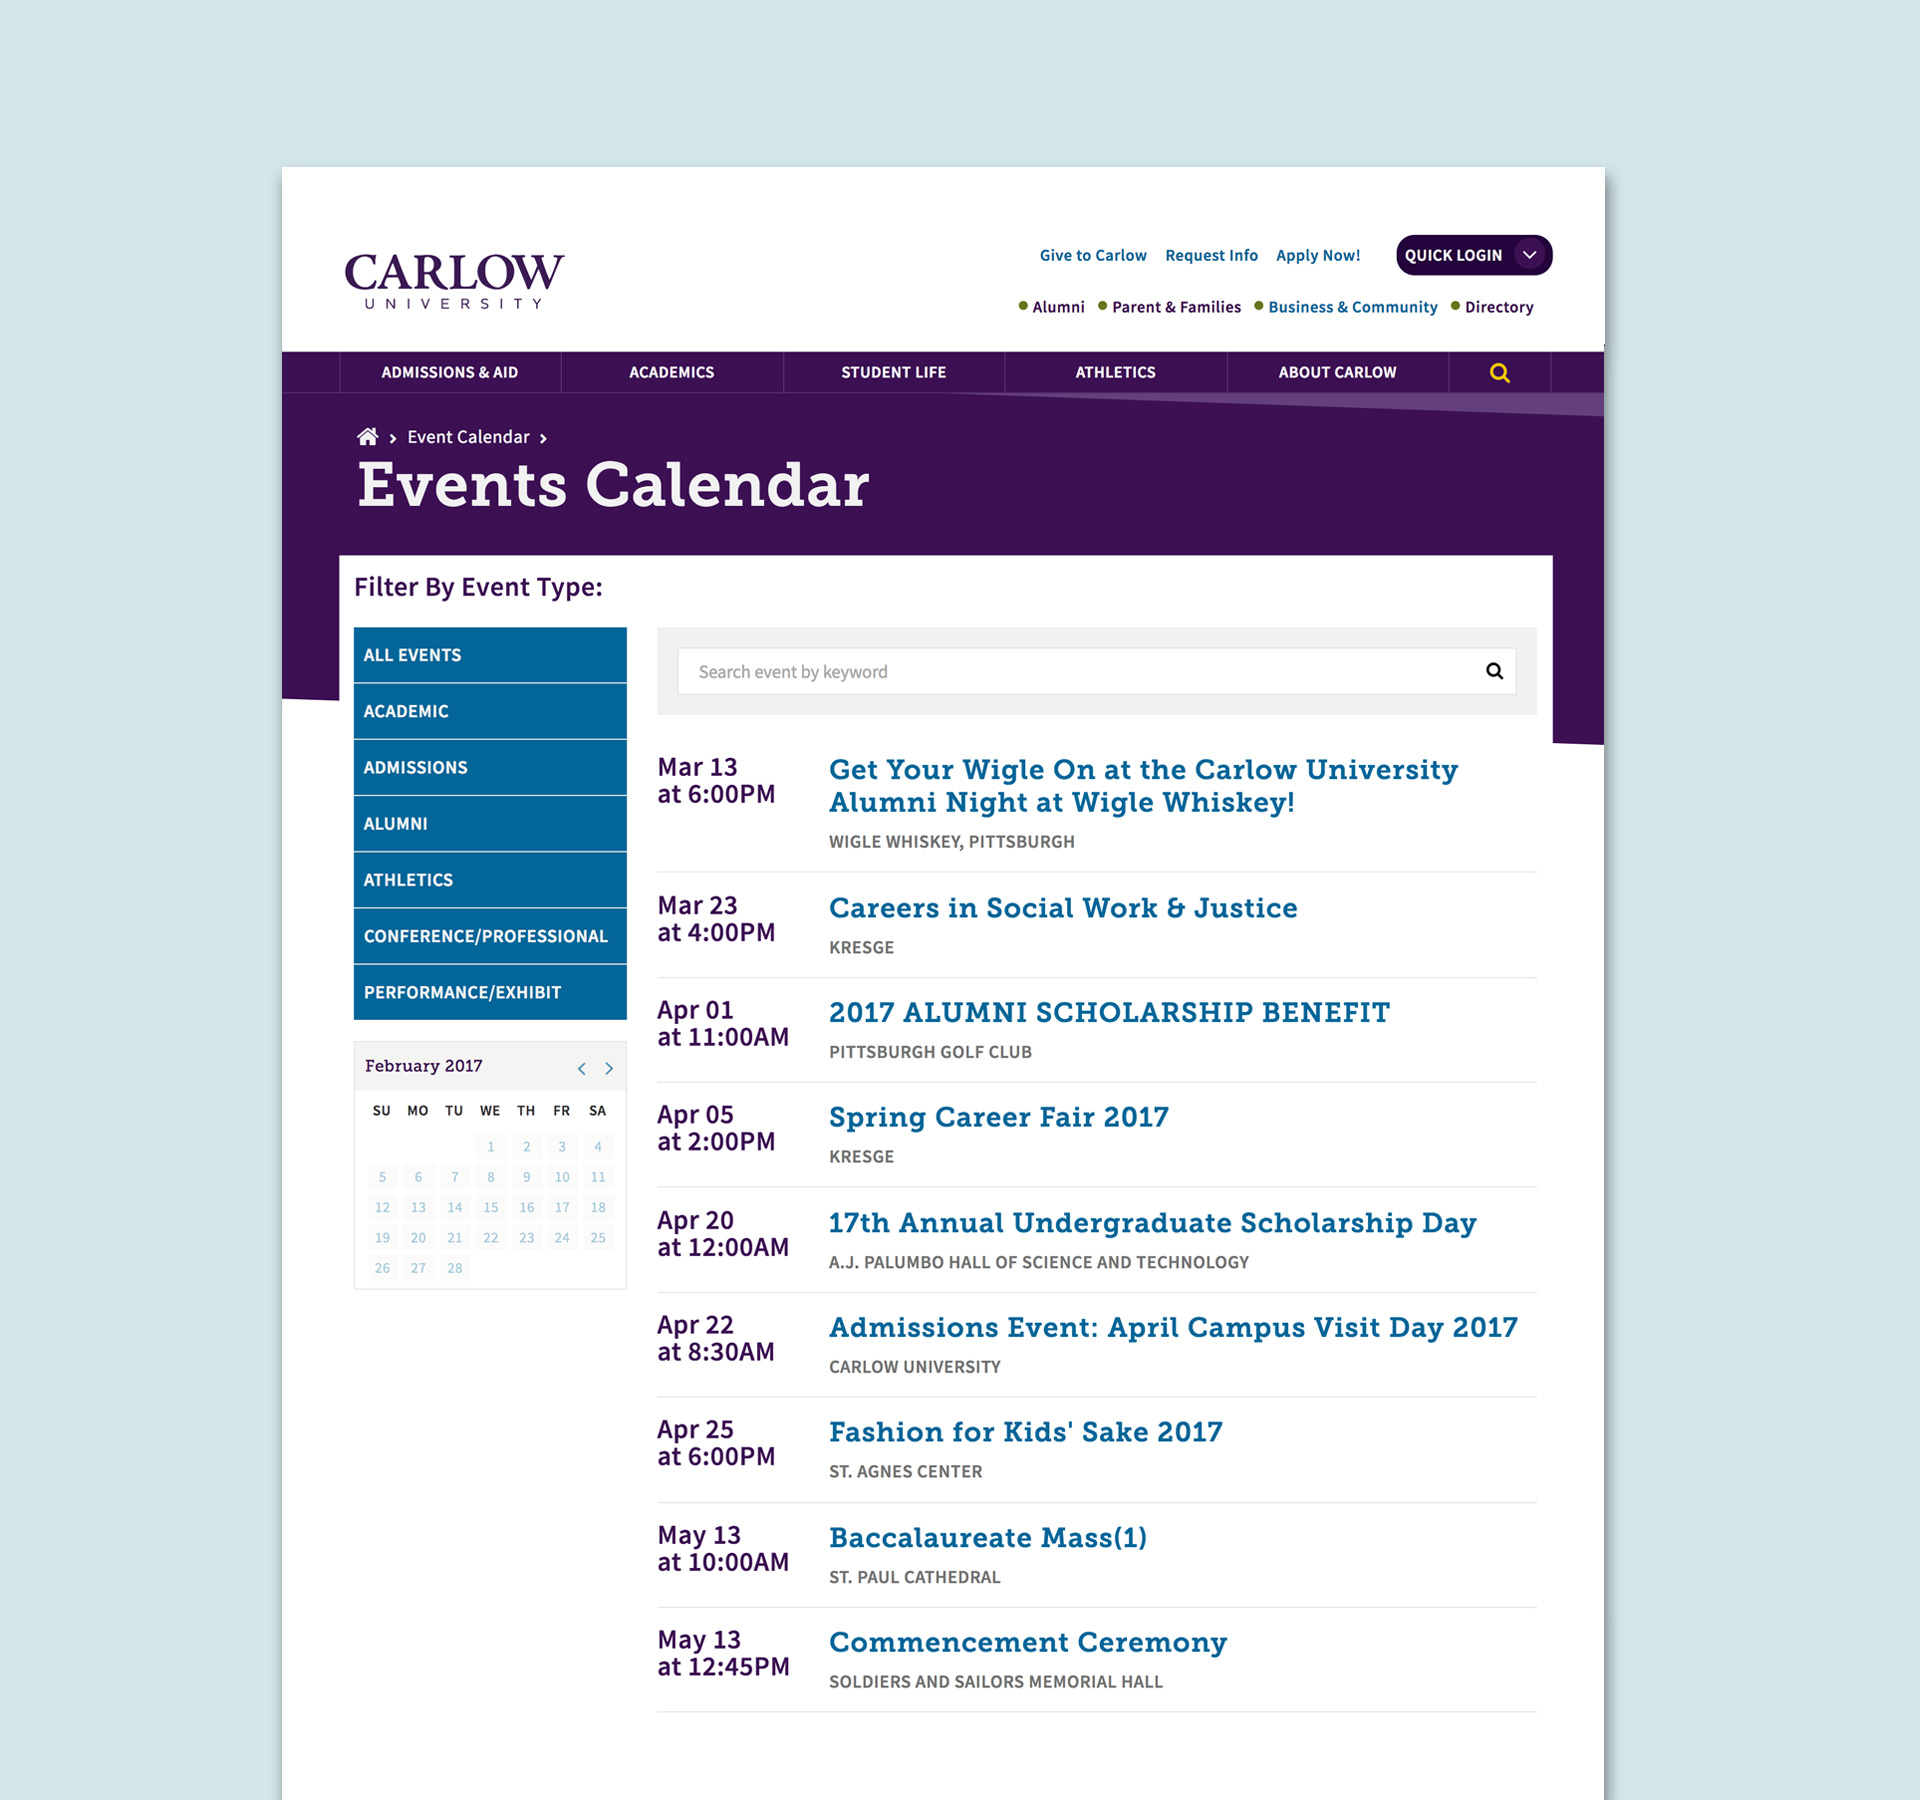 CARLOW
UNIVERSITY
Give to Carlow Request Info Apply Now! QUICK LOGIN
Alumni Parent & Families Business & Community Directory
ADMISSIONS & AID ACADEMICS STUDENT LIFE ATHLETICS ABOUT CARLOW
Event Calendar
Events Calendar
Filter By Event Type:
ALL EVENTS
ACADEMIC
ADMISSIONS
ALUMNI
ATHLETICS
CONFERENCE/PROFESSIONAL
PERFORMANCE/EXHIBIT
February 2017
SU MO TU WE TH FR SA
1 2 3 4
5 6 7 8 9 10 11
12 13 14 15 16 17 18
19 20 21 22 23 24 25
26 27 28
Search event by keyword
Mar 13
at 6:00PM
Get Your Wigle On at the Carlow University
Alumni Night at Wigle Whiskey!
WIGLE WHISKEY, PITTSBURGH
Mar 23
at 4:00PM
Careers in Social Work & Justice
KRESGE
Apr 01
at 11:00AM
2017 ALUMNI SCHOLARSHIP BENEFIT
PITTSBURGH GOLF CLUB
Apr 05
at 2:00PM
Spring Career Fair 2017
KRESGE
Apr 20
at 12:00AM
17th Annual Undergraduate Scholarship Day
A.J. PALUMBO HALL OF SCIENCE AND TECHNOLOGY
Apr 22
at 8:30AM
Admissions Event: April Campus Visit Day 2017
CARLOW UNIVERSITY
Apr 25
at 6:00PM
Fashion for Kids' Sake 2017
ST. AGNES CENTER
May 13
at 10:00AM
Baccalaureate Mass(1)
ST. PAUL CATHEDRAL
May 13
at 12:45PM
Commencement Ceremony
SOLDIERS AND SAILORS MEMORIAL HALL